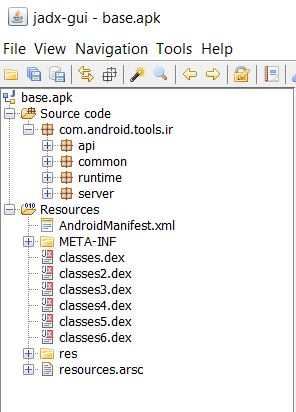 jadx-gui - base.apk
File View Navigation Tools Help
base.apk
Source code
com.android.tools.ir
api
common
runtime
server
Resources
AndroidManifest.xml
META-INF
classes.dex
classes2.dex
classes3.dex
classes4.dex
classes5.dex
classes6.dex
res
resources.arsc